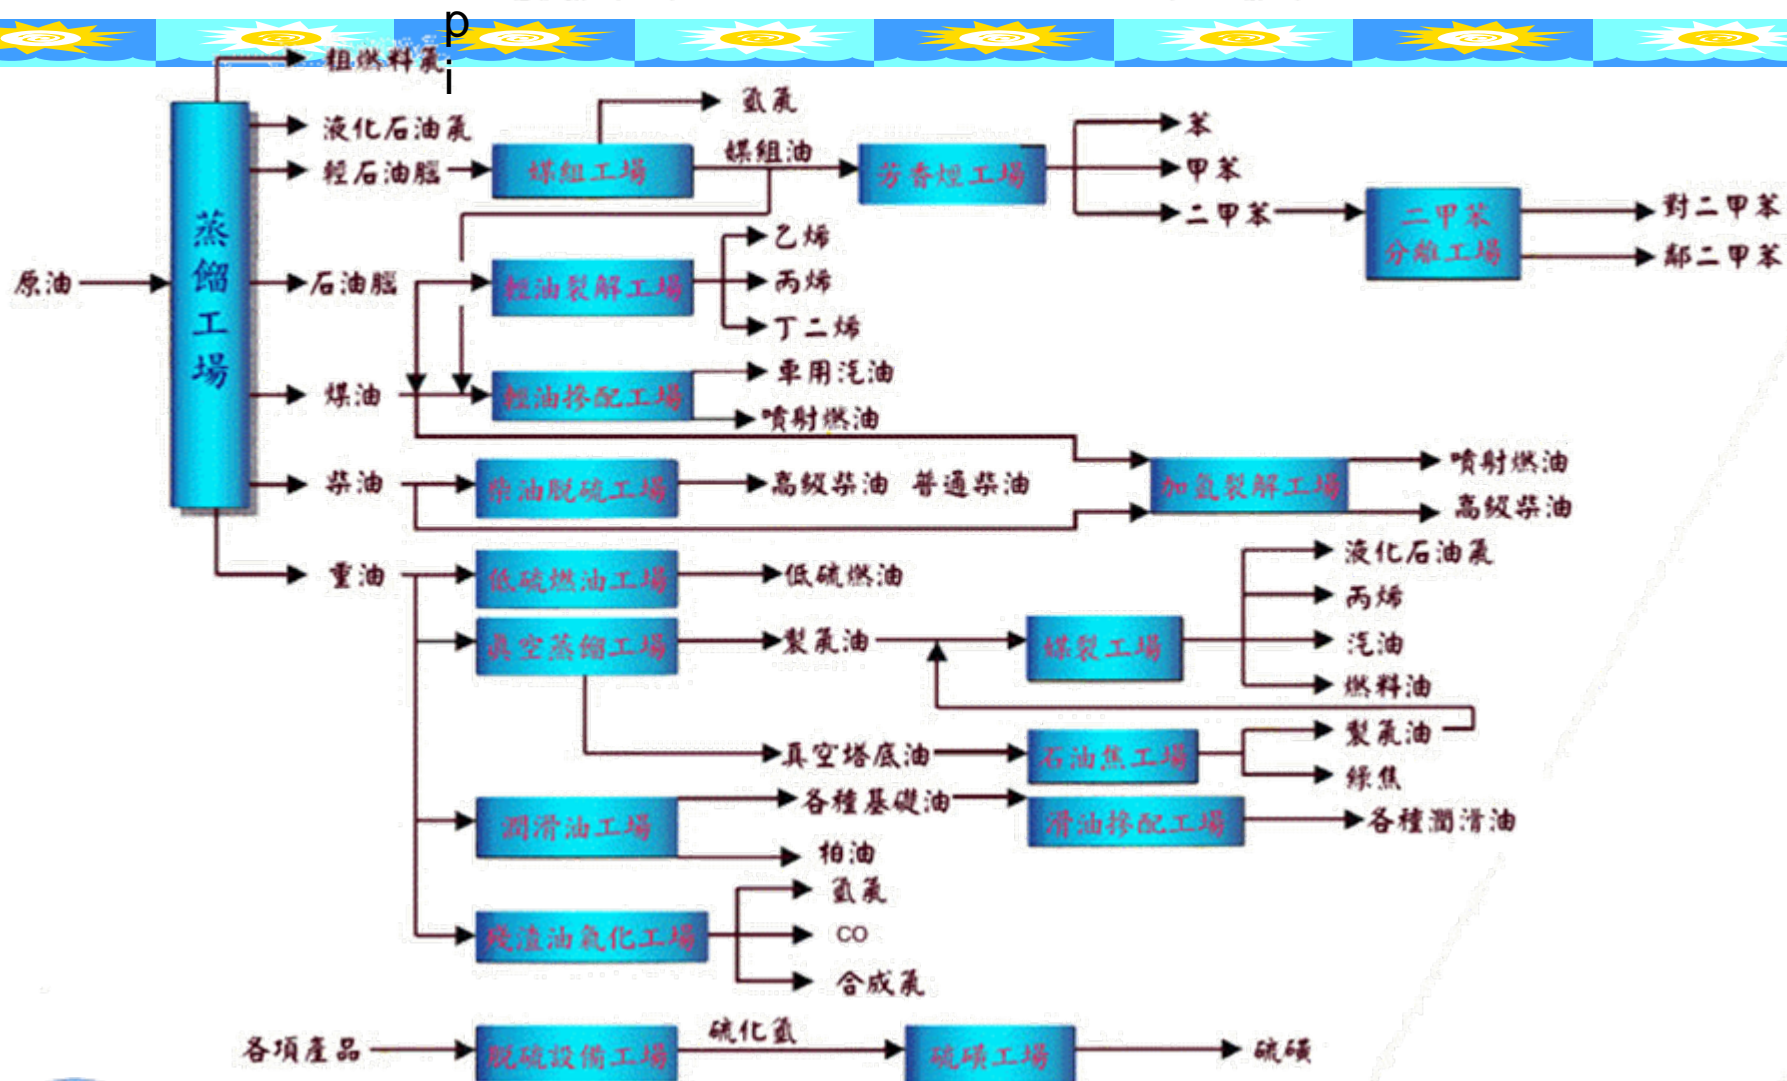 p
i
粗燃料氣
液化石油氣
輕石油腦
媒組工場
氫氣
媒組油
芳香烴工場
苯
甲苯
二甲苯
二甲苯
分離工場
對二甲苯
鄰二甲苯
原油
蒸餾工場
石油腦
輕油裂解工場
乙烯
丙烯
丁二烯
煤油
輕油摻配工場
車用汽油
噴射燃油
柴油
柴油脫硫工場
高級柴油 普通柴油
加氫裂解工場
噴射燃油
高級柴油
重油
低硫燃油工場
低硫燃油
真空蒸餾工場
製氣油
媒裂工場
液化石油氣
丙烯
汽油
燃料油
真空塔底油
石油焦工場
製氣油
綠焦
潤滑油工場
各種基礎油
滑油摻配工場
各種潤滑油
柏油
殘渣油氣化工場
氫氣
CO
合成氣
各項產品
脫硫設備工場
硫化氫
硫磺工場
硫磺